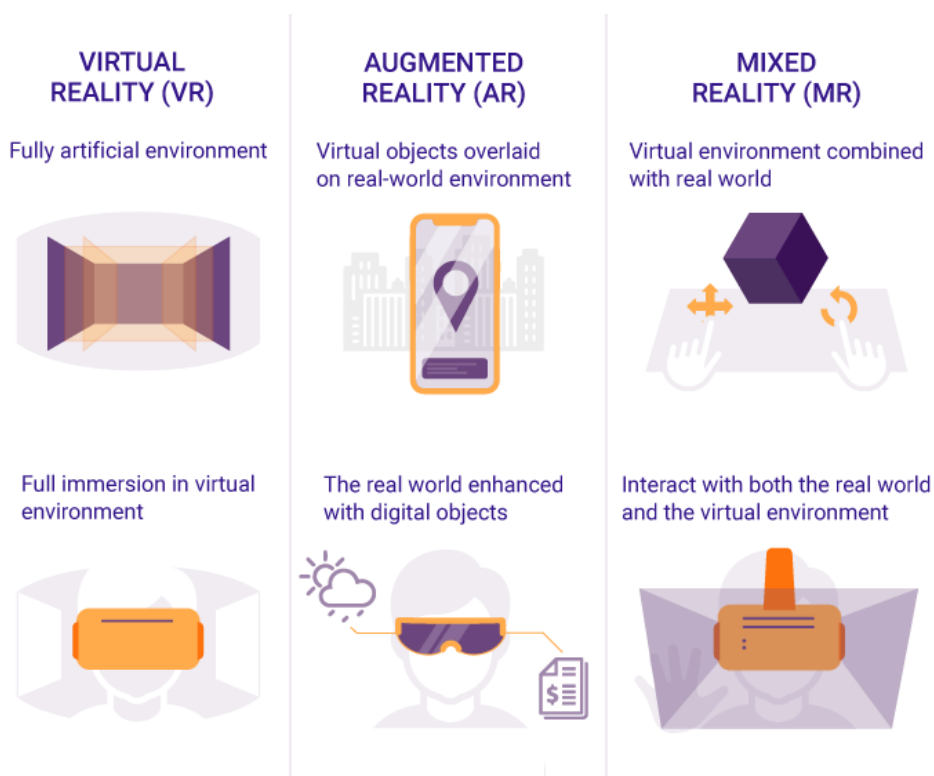 VIRTUAL
REALITY (VR)
Fully artificial environment
Full immersion in virtual
environment
AUGMENTED
REALITY (AR)
Virtual objects overlaid
on real-world environment
The real world enhanced
with digital objects
$
MIXED
REALITY (MR)
Virtual environment combined
with real world
Interact with both the real world
and the virtual environment